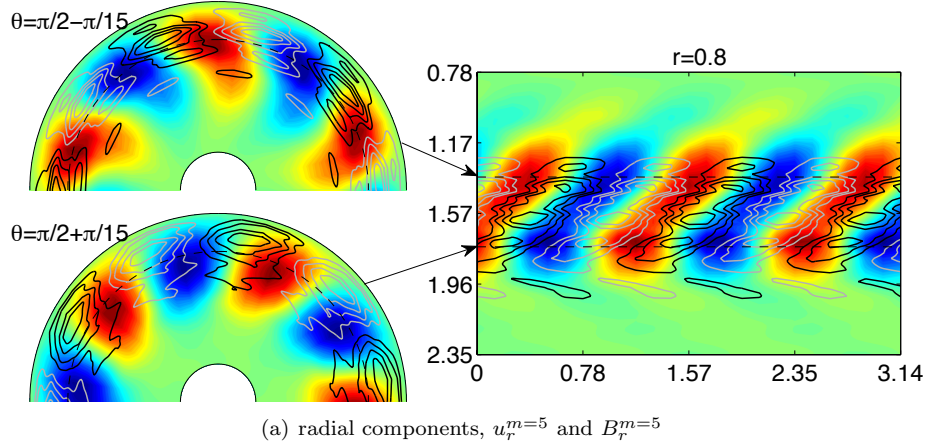 θ=π/2−π/15
r=0.8
0.78
1.17
1.57
1.96
2.35
θ=π/2+π/15
0 0.78 1.57 2.35 3.14
(a) radial components, $u_r^{m=5}$ and $B_r^{m=5}$